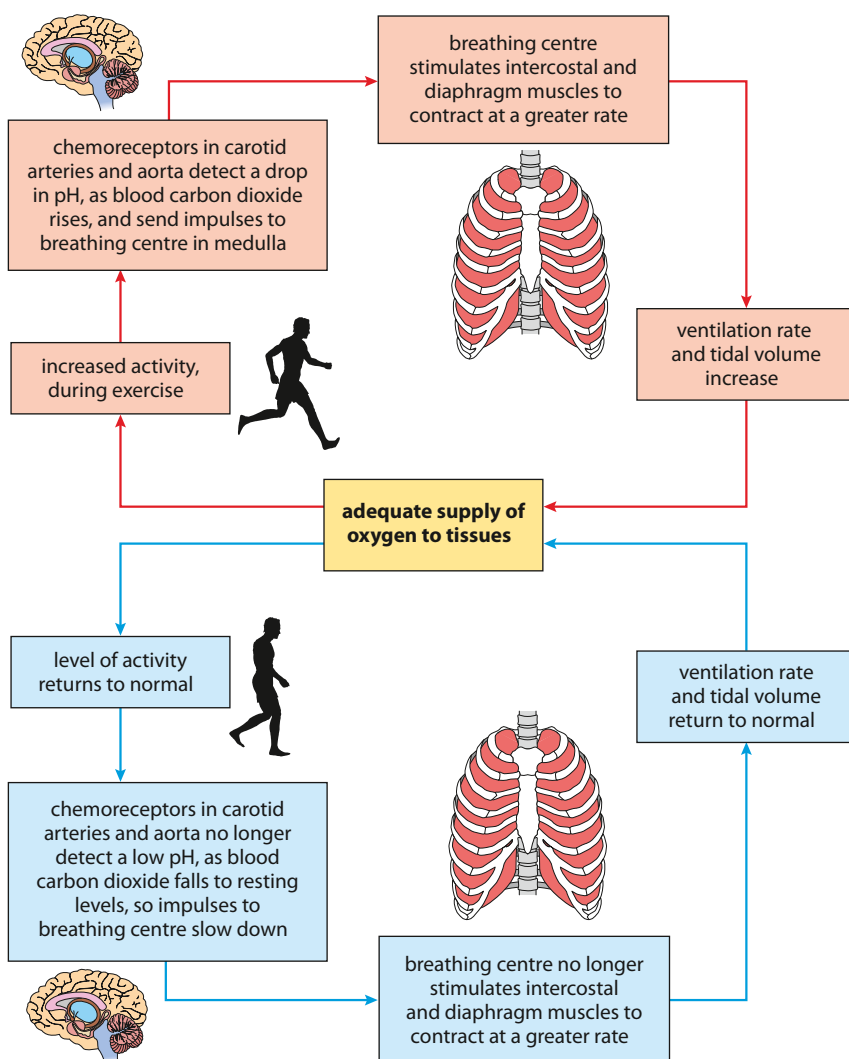 breathing centre
stimulates intercostal and
diaphragm muscles to
contract at a greater rate
chemoreceptors in carotid
arteries and aorta detect a drop
in pH, as blood carbon dioxide
rises, and send impulses to
breathing centre in medulla
increased activity,
during exercise
ventilation rate
and tidal volume
increase
adequate supply of
oxygen to tissues
level of activity
returns to normal
ventilation rate
and tidal volume
return to normal
chemoreceptors in carotid
arteries and aorta no longer
detect a low pH, as blood
carbon dioxide falls to resting
levels, so impulses to
breathing centre slow down
breathing centre no longer
stimulates intercostal
and diaphragm muscles to
contract at a greater rate